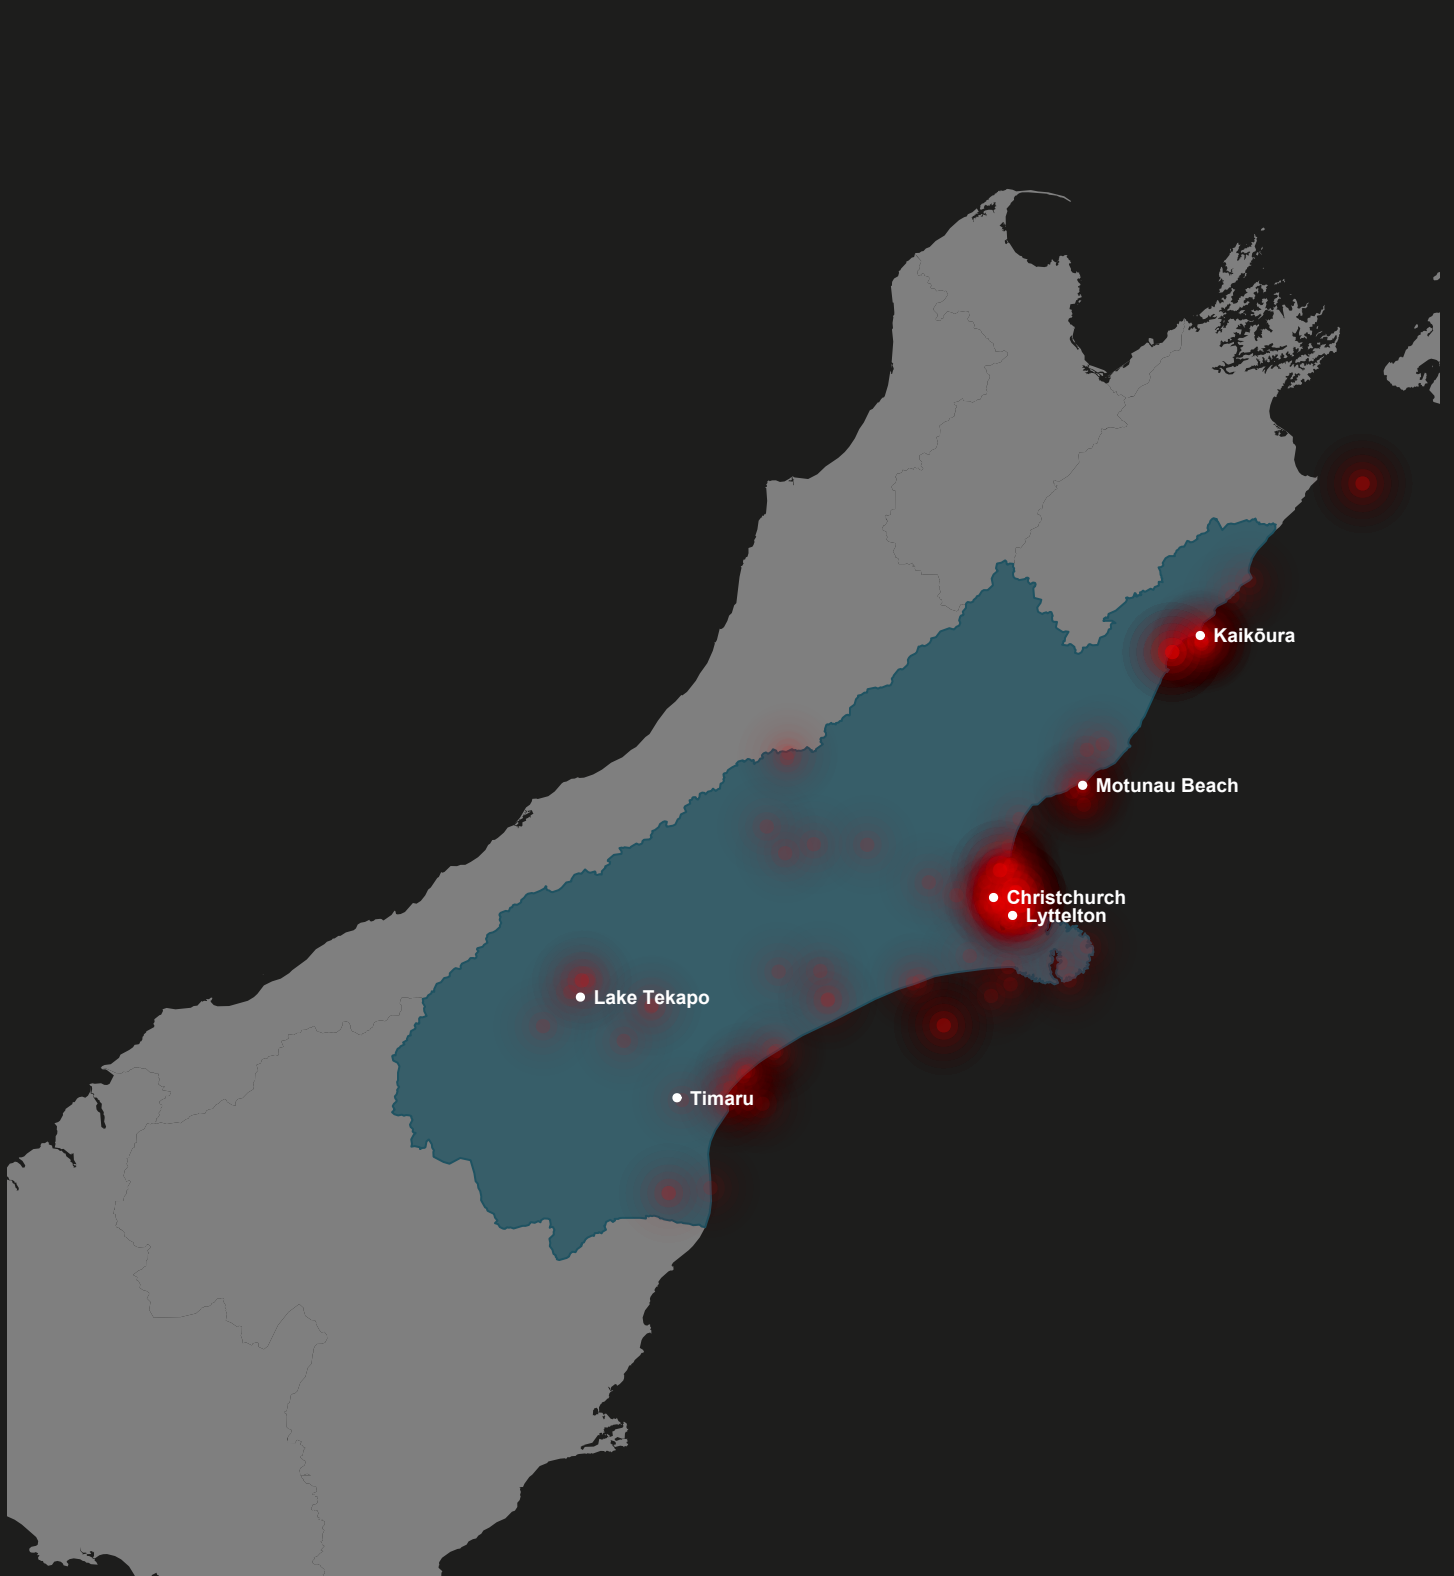 Kaikōura
Motunau Beach
Christchurch
Lyttelton
Lake Tekapo
Timaru